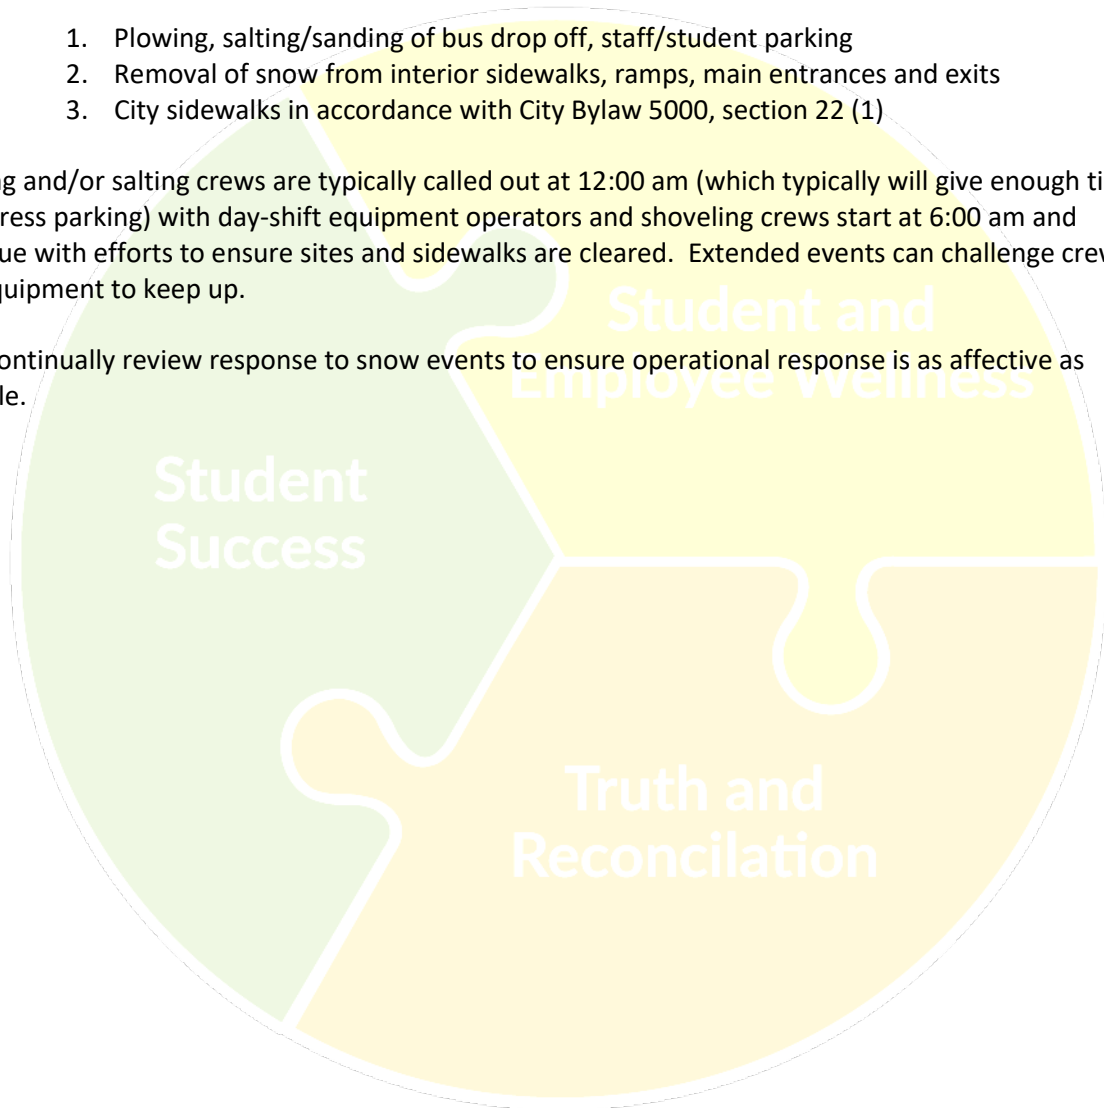 1. Plowing, salting/sanding of bus drop off, staff/student parking
2. Removal of snow from interior sidewalks, ramps, main entrances and exits
3. City sidewalks in accordance with City Bylaw 5000, section 22 (1)
ng and/or salting crews are typically called out at 12:00 am (which typically will give enough ti
ress parking) with day-shift equipment operators and shoveling crews start at 6:00 am and
ue with efforts to ensure sites and sidewalks are cleared. Extended events can challenge crew
quipment to keep up.
ontinually review response to snow events to ensure operational response is as affective as
le.
Student and
Employee Wellness
Student
Success
Truth and
Reconcilation